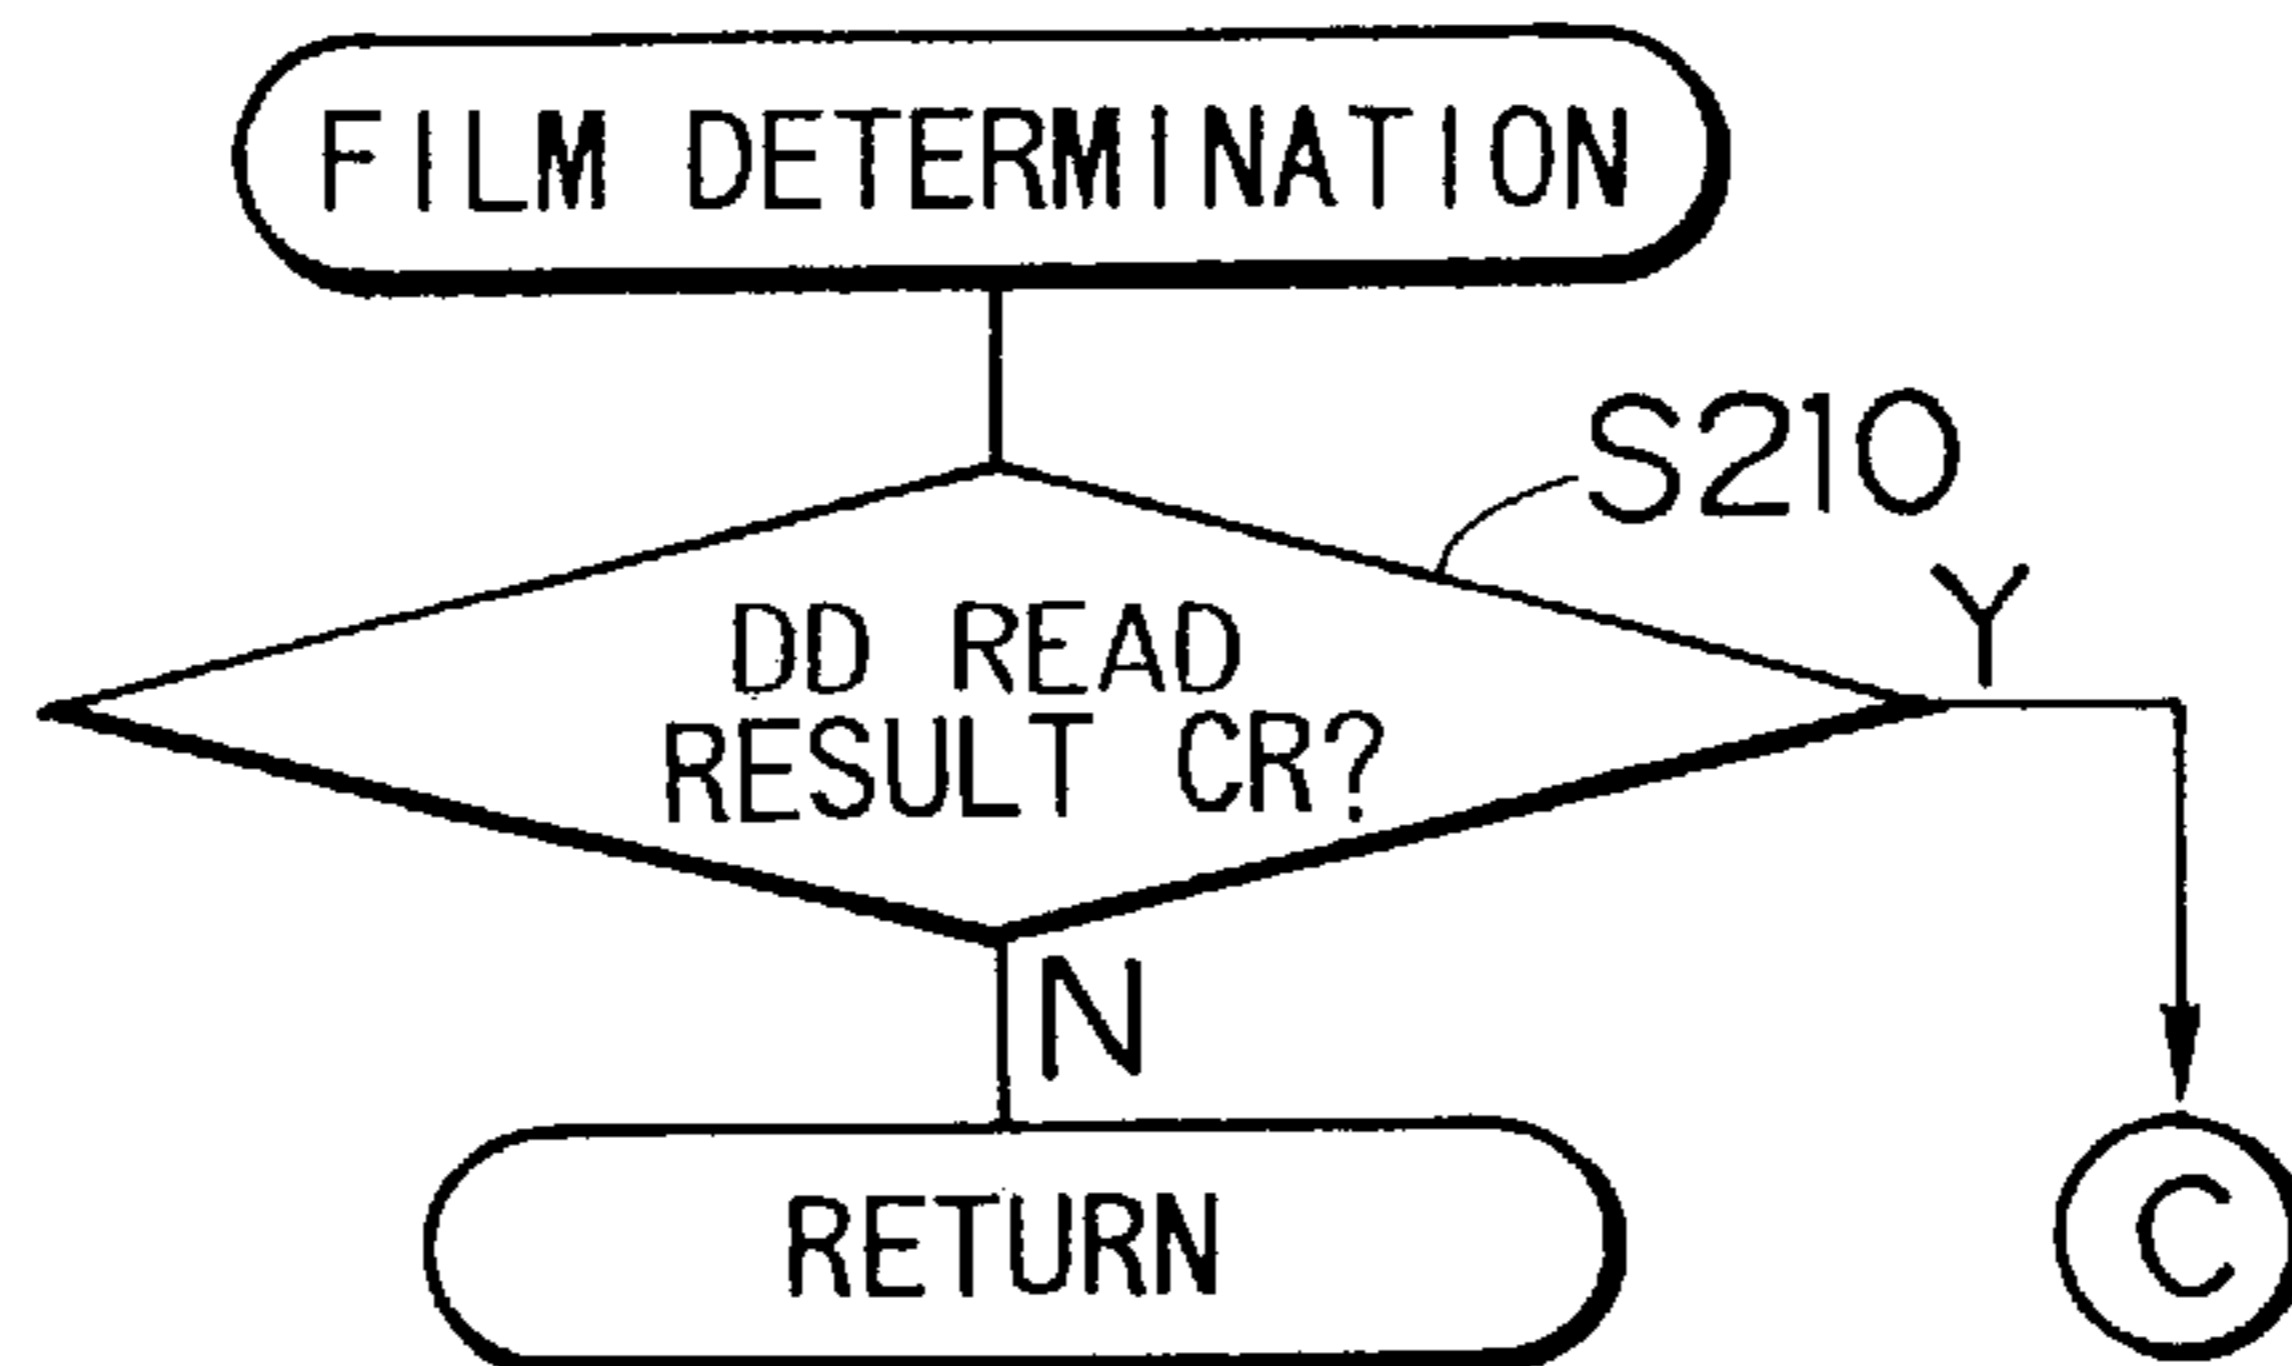 FILM DETERMINATION
S210
Y
DD READ
RESULT CR?
N
RETURN
C